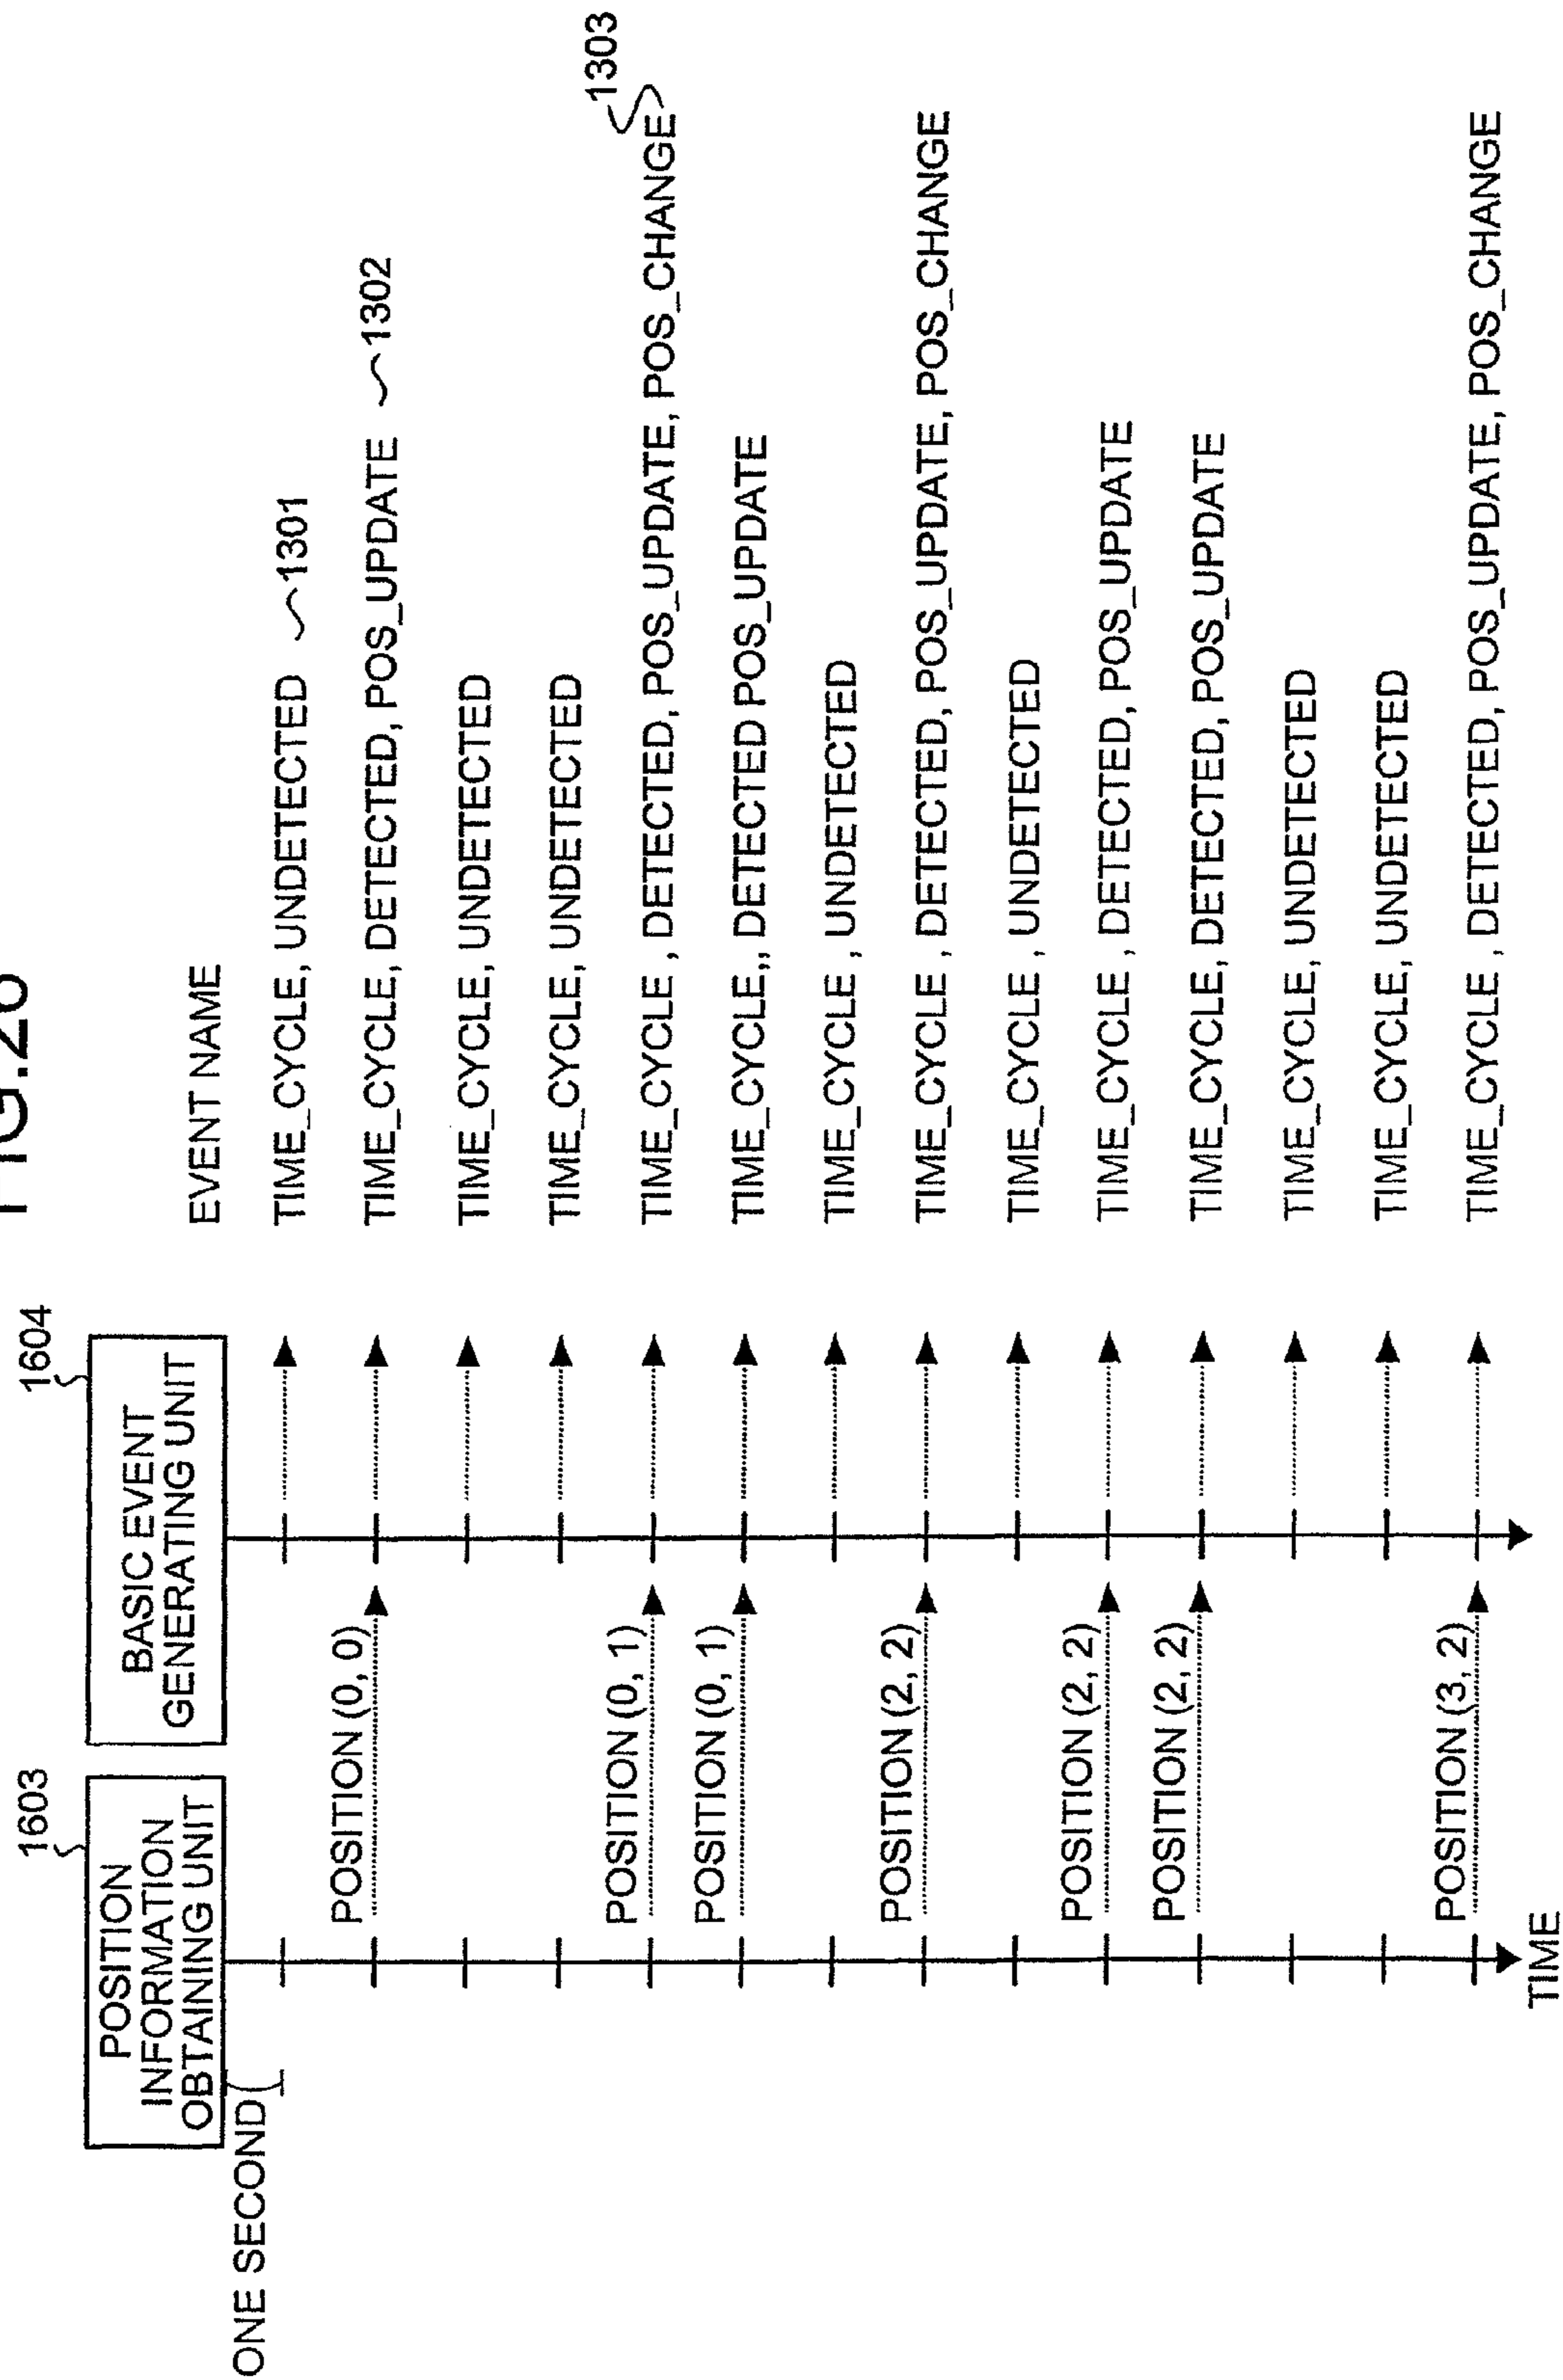 1603
1604
POSITION
INFORMATION
OBTAINING UNIT
BASIC EVENT
GENERATING UNIT
EVENT NAME
ONE SECOND
TIME_CYCLE, UNDETECTED 1301
POSITION (0, 0)
TIME_CYCLE, DETECTED, POS_UPDATE 1302
TIME_CYCLE, UNDETECTED
TIME_CYCLE, UNDETECTED
1303
POSITION (0, 1)
TIME_CYCLE , DETECTED, POS_UPDATE, POS_CHANGE
POSITION (0, 1)
TIME_CYCLE,, DETECTED POS_UPDATE
TIME_CYCLE , UNDETECTED
POSITION (2, 2)
TIME_CYCLE , DETECTED, POS_UPDATE, POS_CHANGE
TIME_CYCLE , UNDETECTED
POSITION (2, 2)
TIME_CYCLE , DETECTED, POS_UPDATE
POSITION (2, 2)
TIME_CYCLE, DETECTED, POS_UPDATE
TIME_CYCLE, UNDETECTED
TIME_CYCLE, UNDETECTED
POSITION (3, 2)
TIME_CYCLE , DETECTED, POS_UPDATE, POS_CHANGE
TIME